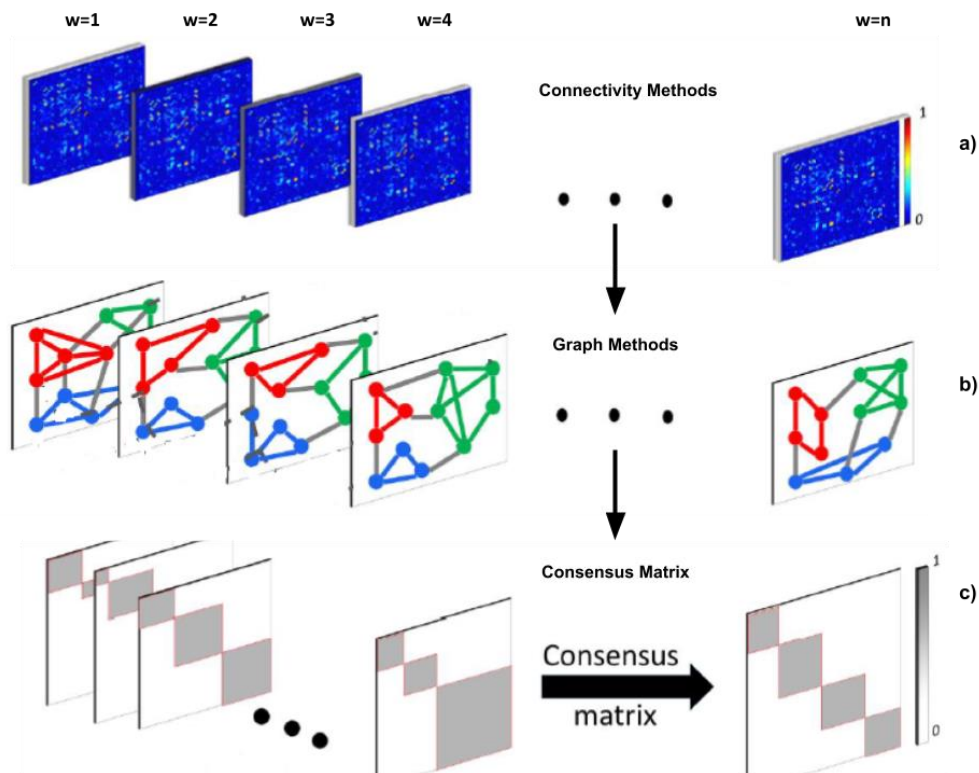 w=1 w=2 w=3 w=4 w=n
Connectivity Methods
1
a)
0
Graph Methods
b)
Consensus Matrix
1
c)
Consensus
matrix
0